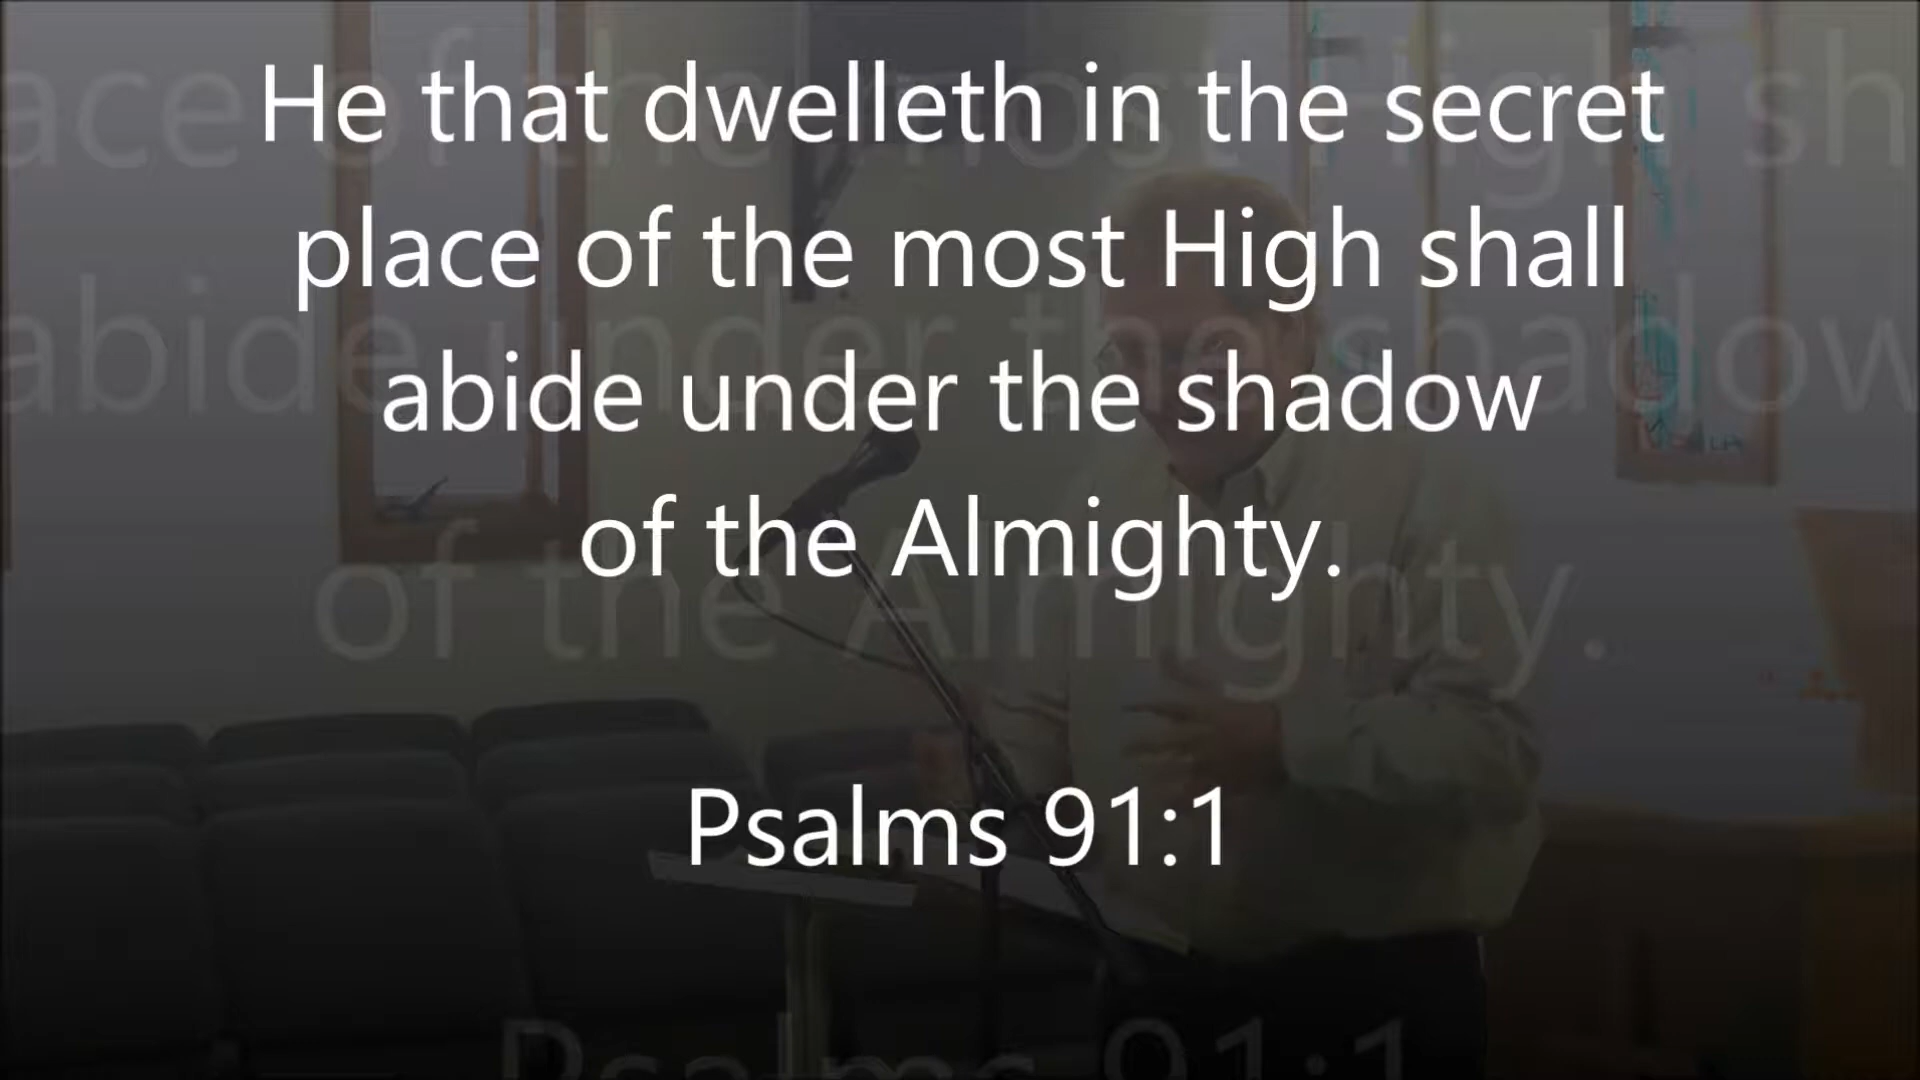 He that dwelleth in the secret
place of the most High shall
abide under the shadow
of the Almighty.
Psalms 91:1